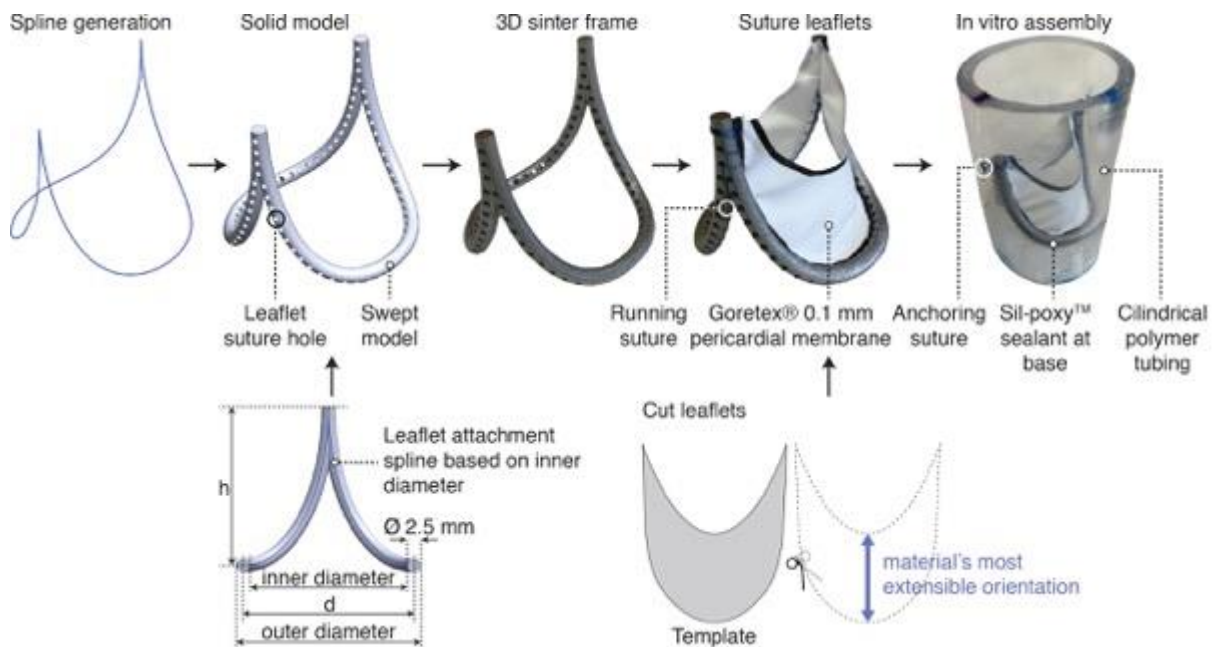 Spline generation
Solid model
3D sinter frame
Suture leaflets
In vitro assembly
Leaflet
suture hole
Swept
model
Running
suture
Goretex® 0.1 mm
pericardial membrane
Anchoring
suture
Sil-poxy™
sealant at
base
Cilindrical
polymer
tubing
h
Leaflet attachment
spline based on inner
diameter
Ø 2.5 mm
inner diameter
d
outer diameter
Cut leaflets
material's most
extensible orientation
Template